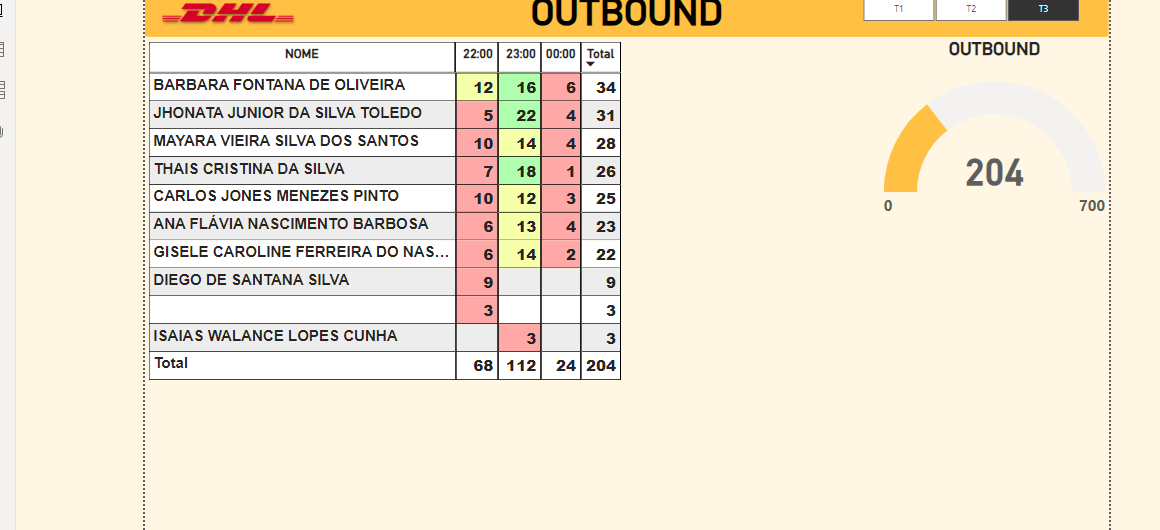 DHL OUTBOUND T1 T2 T3
NOME 22:00 23:00 00:00 Total
BARBARA FONTANA DE OLIVEIRA 12 16 6 34
JHONATA JUNIOR DA SILVA TOLEDO 5 22 4 31
MAYARA VIEIRA SILVA DOS SANTOS 10 14 4 28
THAIS CRISTINA DA SILVA 7 18 1 26
CARLOS JONES MENEZES PINTO 10 12 3 25
ANA FLÁVIA NASCIMENTO BARBOSA 6 13 4 23
GISELE CAROLINE FERREIRA DO NAS... 6 14 2 22
DIEGO DE SANTANA SILVA 9 9
3 3
ISAIAS WALANCE LOPES CUNHA 3 3
Total 68 112 24 204
OUTBOUND
204
0 700